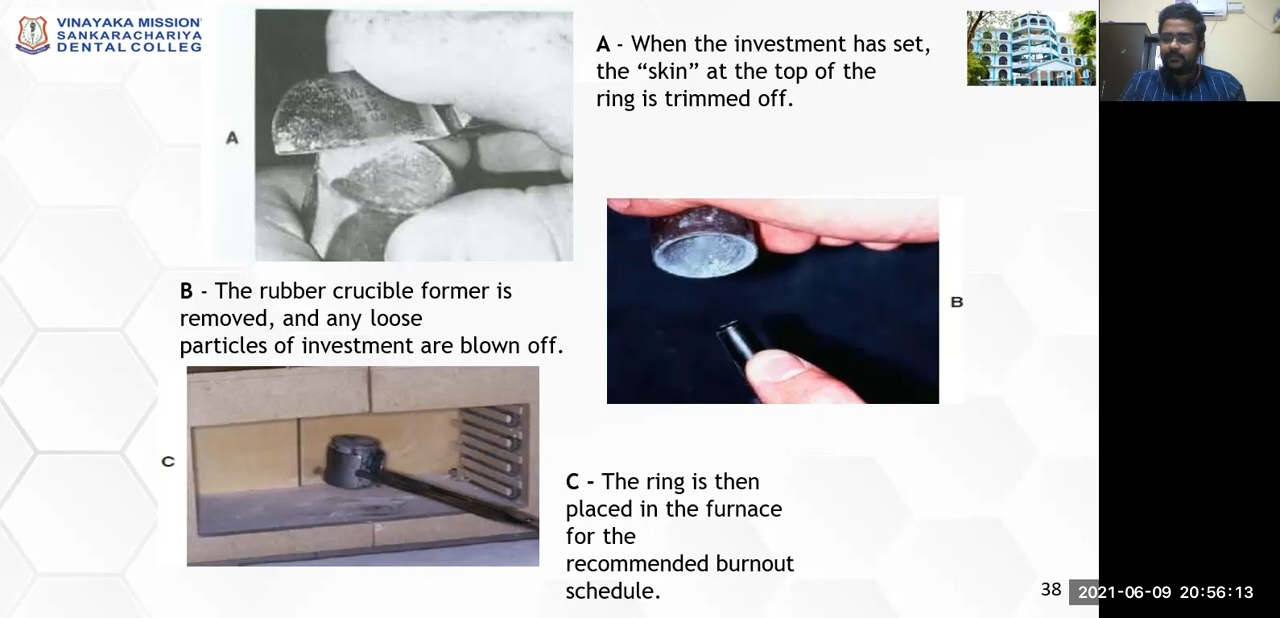 VINAYAKA MISSION'
SANKARACHARIYA
DENTAL COLLEG
A
A - When the investment has set,
the “skin” at the top of the
ring is trimmed off.
B - The rubber crucible former is
removed, and any loose
particles of investment are blown off.
B
C
C - The ring is then
placed in the furnace
for the
recommended burnout
schedule.
38
2021-06-09 20:56:13